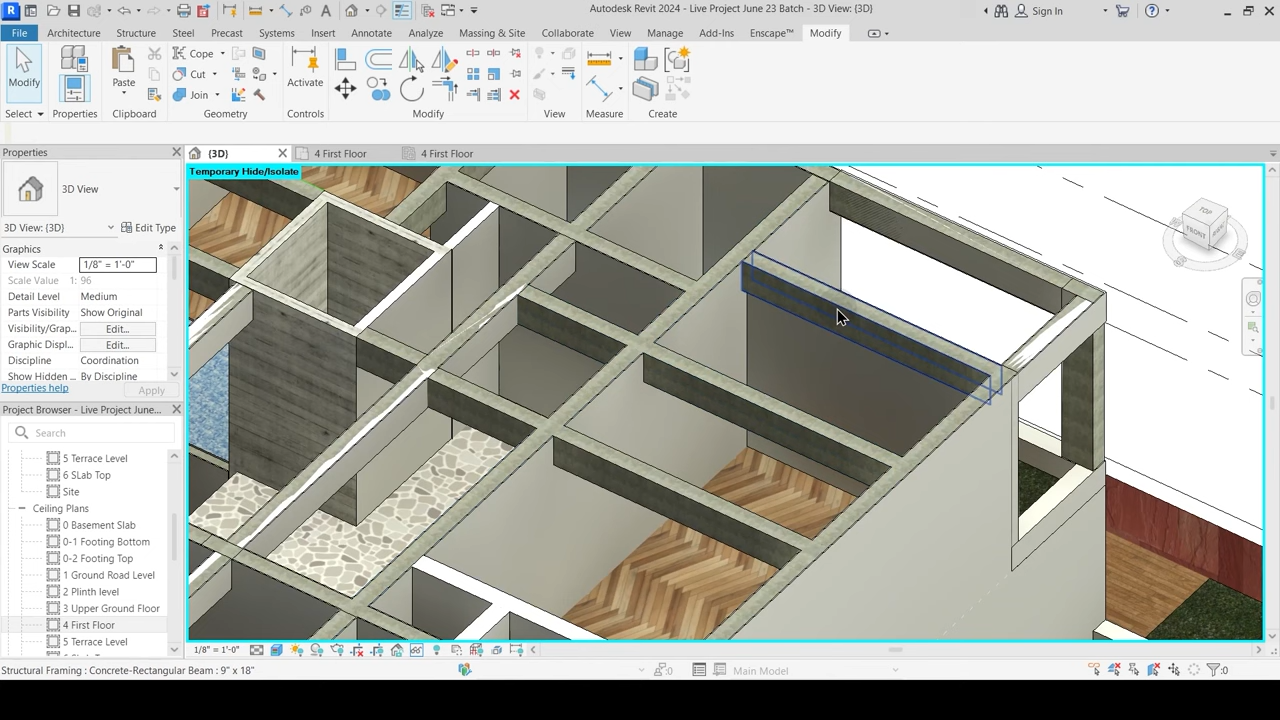 Autodesk Revit 2024 - Live Project June 23 Batch - 3D View: {3D}
Sign In
File Architecture Structure Steel Precast Systems Insert Annotate Analyze Massing & Site Collaborate View Manage Add-Ins Enscape™ Modify
Modify
Paste
Cope
Cut
Join
Activate
Select Properties Clipboard Geometry Controls Modify View Measure Create
Properties
{3D} 4 First Floor 4 First Floor
Temporary Hide/Isolate
3D View
3D View: {3D} Edit Type
Graphics
View Scale 1/8" = 1'-0"
Scale Value 1: 96
Detail Level Medium
Parts Visibility Show Original
Visibility/Grap... Edit...
Graphic Displ... Edit...
Discipline Coordination
Show Hidden ... By Discipline
Properties help Apply
Project Browser - Live Project June...
Search
5 Terrace Level
6 SLab Top
Site
Ceiling Plans
0 Basement Slab
0-1 Footing Bottom
0-2 Footing Top
1 Ground Road Level
2 Plinth level
3 Upper Ground Floor
4 First Floor
5 Terrace Level
TOP
FRONT
1/8" = 1'-0"
Structural Framing : Concrete-Rectangular Beam : 9" x 18"
:0
Main Model
:0